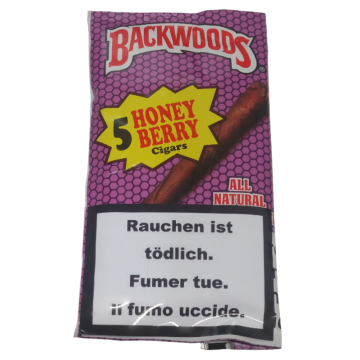 BACKWOODS®
5 HONEY
BERRY
Cigars
ALL
NATURAL
Rauchen ist
tödlich.
Fumer tue.
Il fumo uccide.